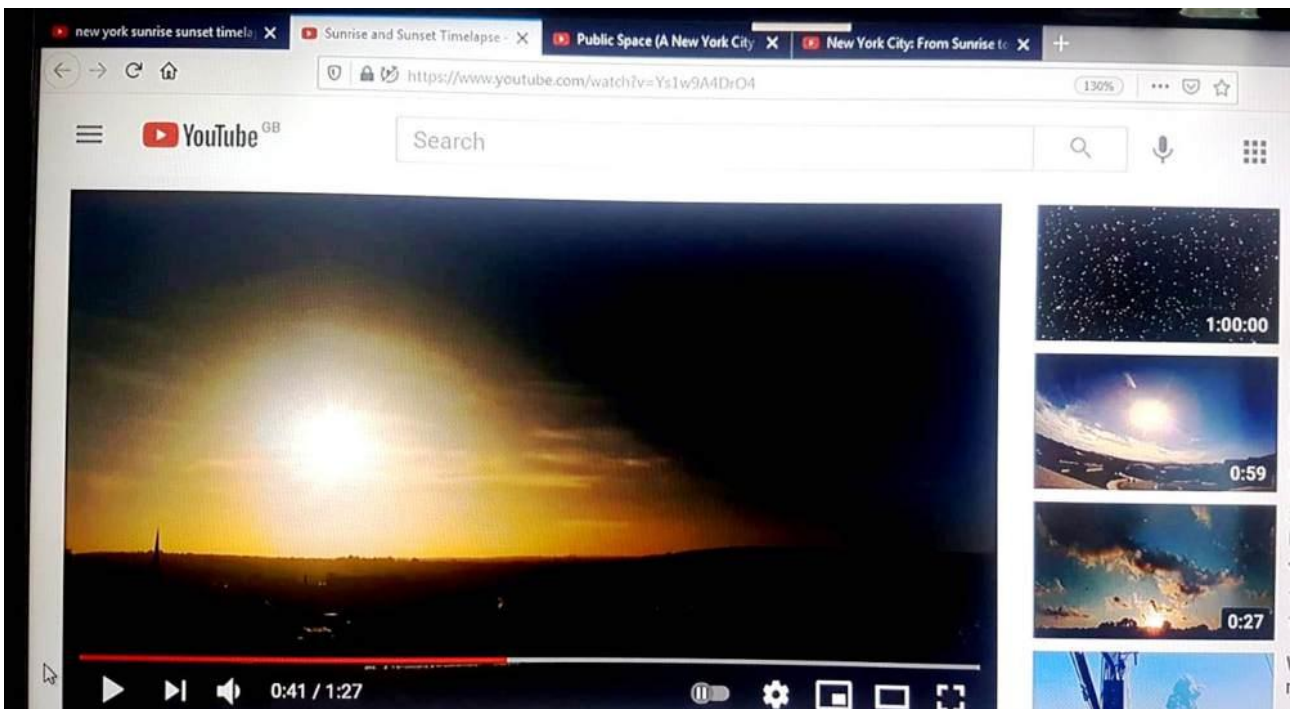 new york sunrise sunset timela
Sunrise and Sunset Timelapse -
Public Space (A New York City
New York City: From Sunrise to
https://www.youtube.com/watch?v=Ys1w9A4DrO4
130%
YouTube GB
Search
1:00:00
0:59
0:27
0:41 / 1:27